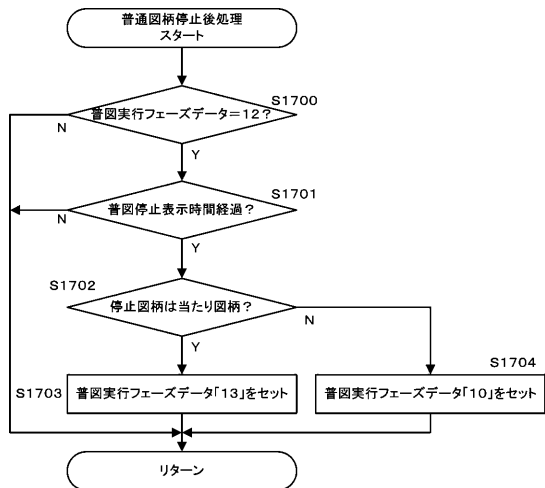 普通図柄停止後処理
スタート
S1700
普図実行フェーズデータ=12?
N
Y
S1701
普図停止表示時間経過?
N
Y
S1702
停止図柄は当たり図柄?
N
Y
S1704
S1703
普図実行フェーズデータ「13」をセット
普図実行フェーズデータ「10」をセット
リターン